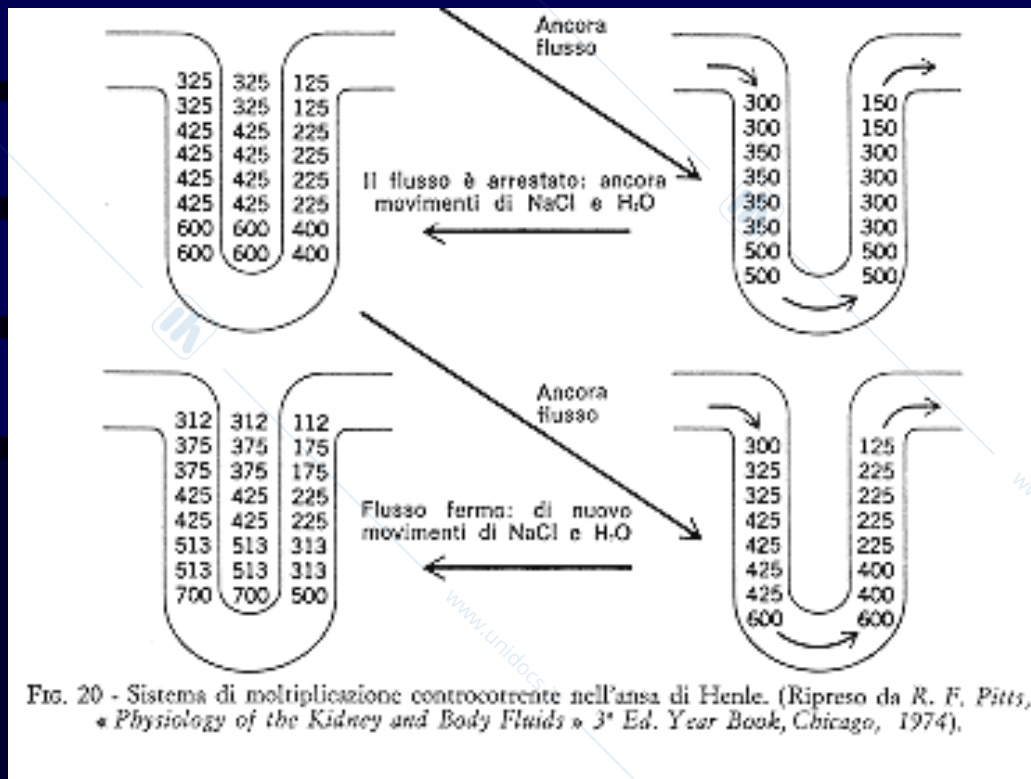 Ancora
flusso
325 325 125
325 325 125
425 425 225
425 425 225
425 425 225
425 425 225
600 600 400
600 600 400
Il flusso è arrestato: ancora
movimenti di NaCl e H₂O
300 150
300 150
350 300
350 300
350 300
350 300
500 500
500 500
Ancora
flusso
312 312 112
375 375 175
375 375 175
425 425 225
425 425 225
513 513 313
513 513 313
700 700 500
Flusso fermo: di nuovo
movimenti di NaCl e H₂O
300 125
325 225
325 225
425 225
425 225
425 400
425 400
600 600
www.unidocs
FIG. 20 - Sistema di moltiplicazione controcorrente nell'ansa di Henle. (Ripreso da R. F. Pitts,
« Physiology of the Kidney and Body Fluids » 3ª Ed. Year Book, Chicago, 1974).